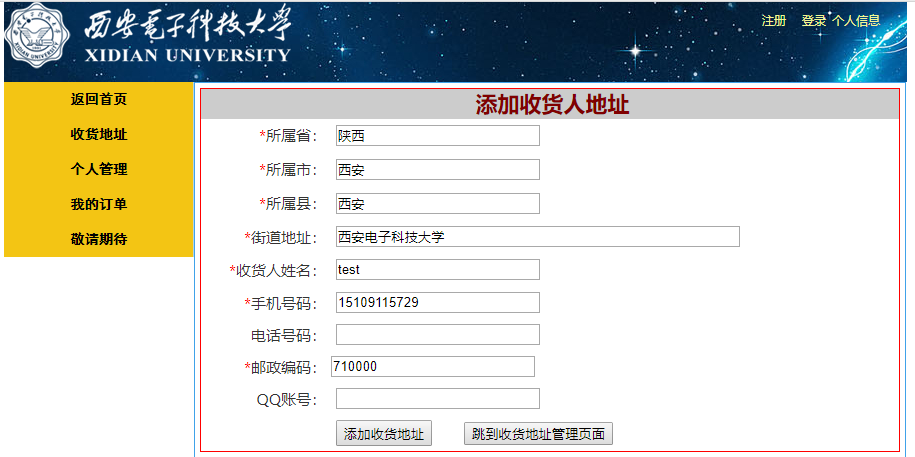 西安電子科技大学
XIDIAN UNIVERSITY
注册 登录 个人信息
返回首页
收货地址
个人管理
我的订单
敬请期待
添加收货人地址
*所属省： 陕西
*所属市： 西安
*所属县： 西安
*街道地址： 西安电子科技大学
*收货人姓名： test
*手机号码： 15109115729
电话号码：
*邮政编码： 710000
QQ账号：
添加收货地址 跳到收货地址管理页面